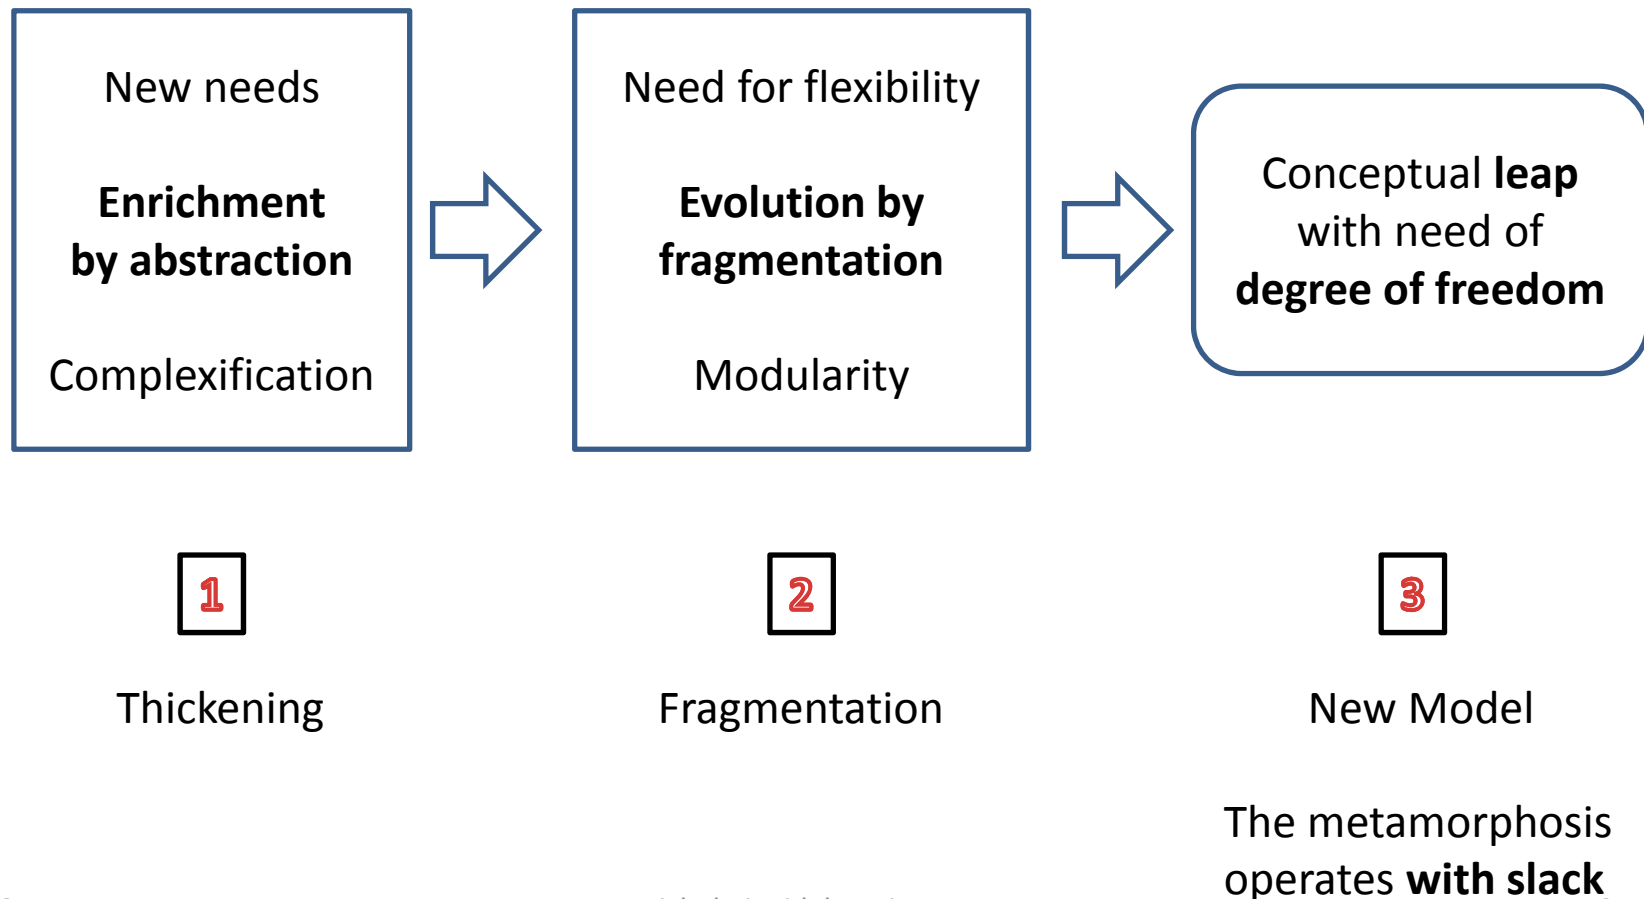 New needs
Enrichment
by abstraction
Complexification
Need for flexibility
Evolution by
fragmentation
Modularity
Conceptual leap
with need of
degree of freedom
1
2
3
Thickening
Fragmentation
New Model
The metamorphosis
operates with slack